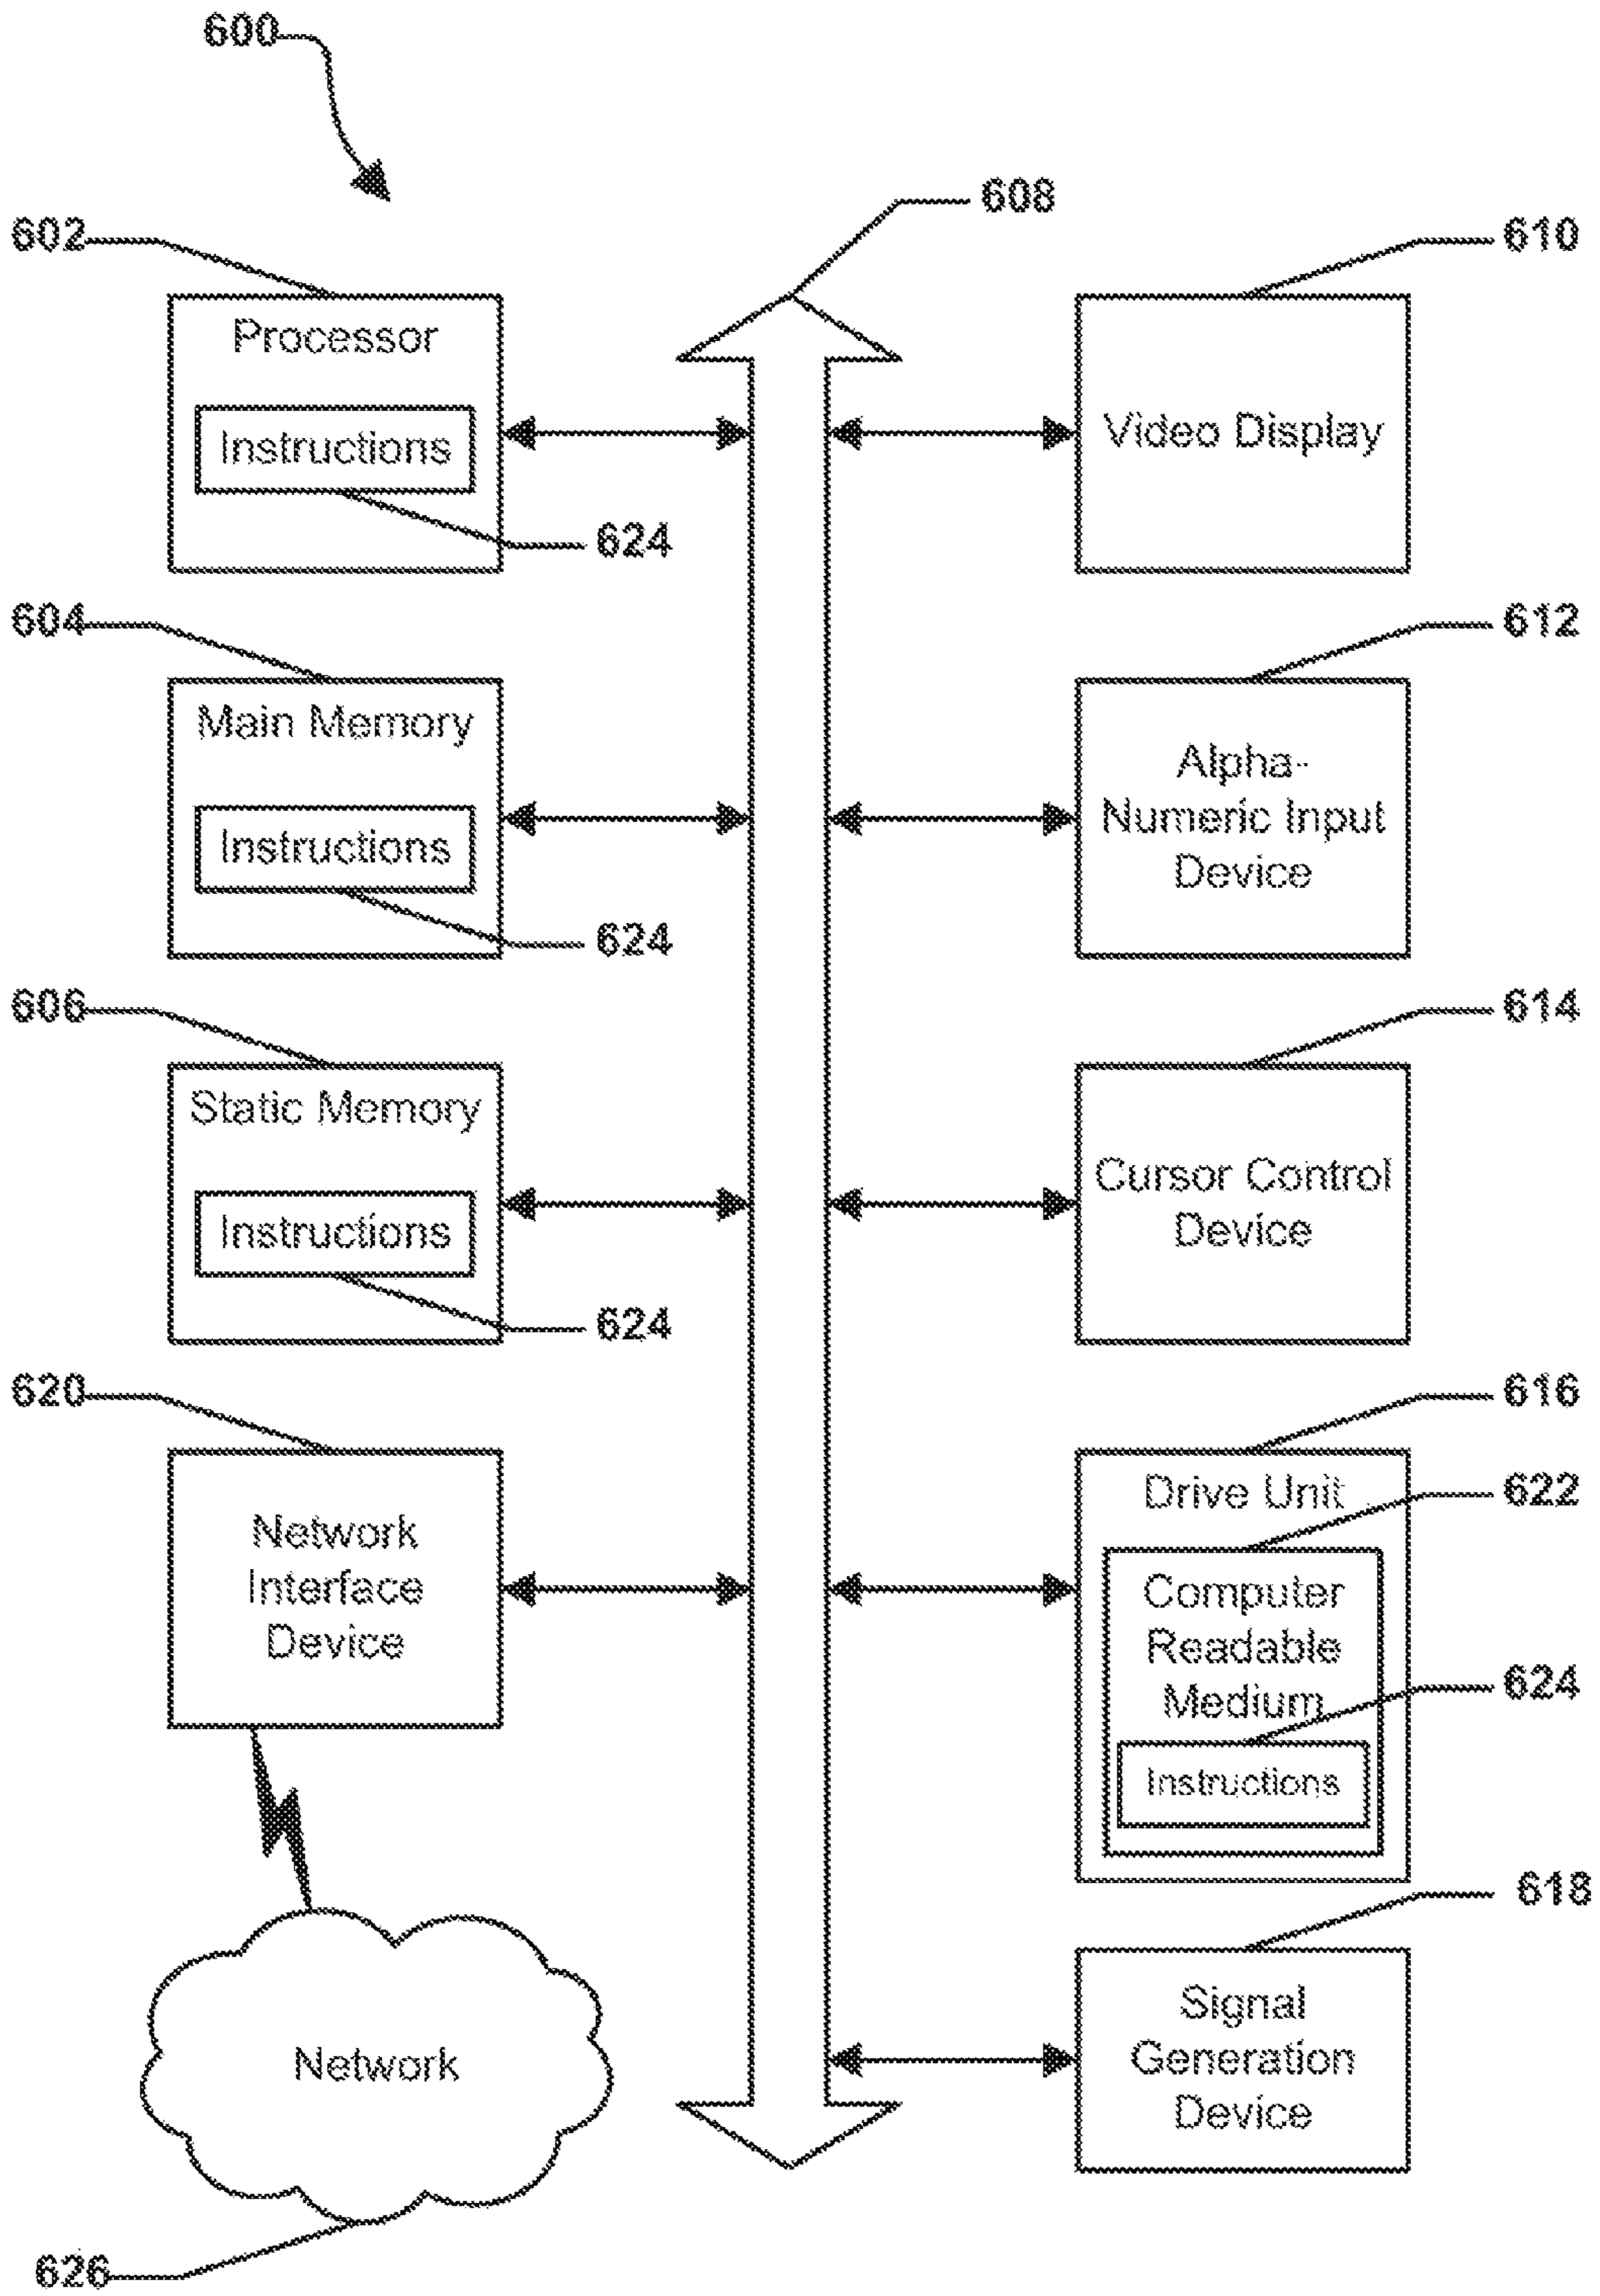 600
608
602
610
Processor
Instructions
624
Video Display
604
612
Main Memory
Instructions
624
Alpha-
Numeric Input
Device
606
614
Static Memory
Instructions
624
Cursor Control
Device
620
616
Network
Interface
Device
Drive Unit
622
Computer
Readable
Medium
624
Instructions
618
Signal
Generation
Device
Network
626